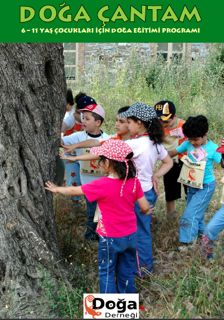 DOĞA ÇANTAM
6 - 11 YAŞ ÇOCUKLARI İÇİN DOĞA EĞİTİMİ PROGRAMI
Doğa
Derneği